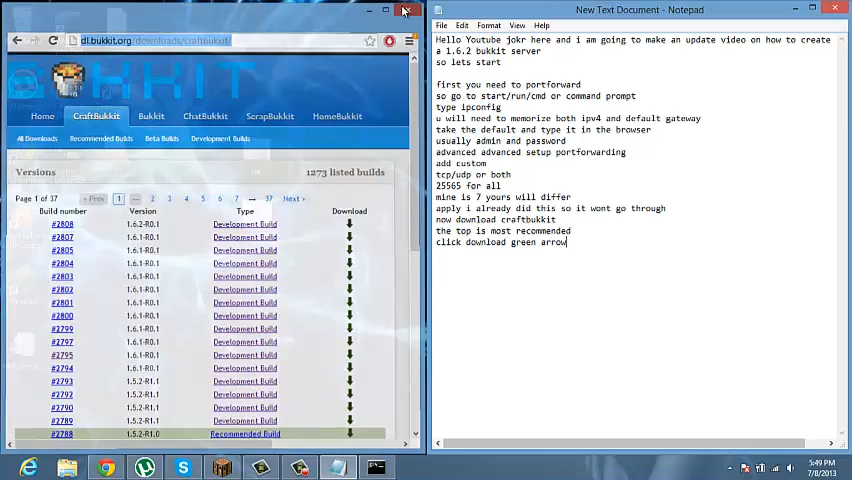 dl.bukkit.org/downloads/craftbukkit/
Home CraftBukkit Bukkit ChatBukkit ScrapBukkit HomeBukkit
All Downloads Recommended Builds Beta Builds Development Builds
Versions 1273 listed builds
Page 1 of 37 < Prev 1 ... 2 3 4 5 6 7 ... 37 Next >
Build number Version Type Download
#2808 1.6.2-R0.1 Development Build
#2807 1.6.2-R0.1 Development Build
#2805 1.6.1-R0.1 Development Build
#2804 1.6.1-R0.1 Development Build
#2803 1.6.1-R0.1 Development Build
#2802 1.6.1-R0.1 Development Build
#2801 1.6.1-R0.1 Development Build
#2800 1.6.1-R0.1 Development Build
#2799 1.6.1-R0.1 Development Build
#2797 1.6.1-R0.1 Development Build
#2795 1.6.1-R0.1 Development Build
#2794 1.6.1-R0.1 Development Build
#2793 1.5.2-R1.1 Development Build
#2792 1.5.2-R1.1 Development Build
#2790 1.5.2-R1.1 Development Build
#2789 1.5.2-R1.1 Development Build
#2788 1.5.2-R1.0 Recommended Build
New Text Document - Notepad
File Edit Format View Help
Hello Youtube jokr here and i am going to make an update video on how to create
a 1.6.2 bukkit server
so lets start
first you need to portforward
so go to start/run/cmd or command prompt
type ipconfig
u will need to memorize both ipv4 and default gateway
take the default and type it in the browser
usually admin and password
advanced advanced setup portforwarding
add custom
tcp/udp or both
25565 for all
mine is 7 yours will differ
apply i already did this so it wont go through
now download craftbukkit
the top is most recommended
click download green arrow
5:49 PM
7/8/2013